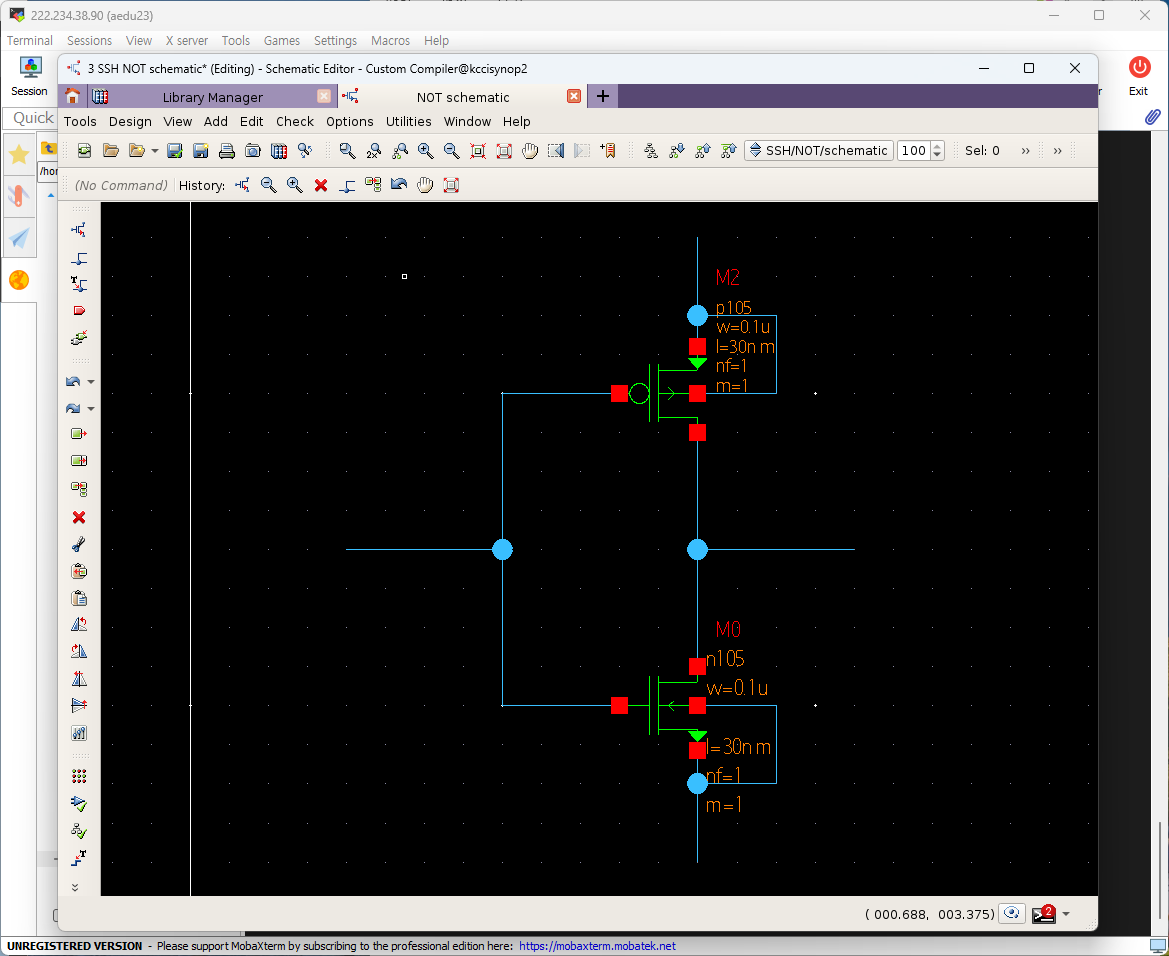 222.234.38.90 (aedu23)
Terminal Sessions View X server Tools Games Settings Macros Help
Session
Exit
Quick
/hor
3 SSH NOT schematic* (Editing) - Schematic Editor - Custom Compiler@kccisynop2
Library Manager
NOT schematic
Tools Design View Add Edit Check Options Utilities Window Help
SSH/NOT/schematic 100 Sel: 0 ›› ››
(No Command) History:
M2
p105
w=0.1u
l=30n m
nf=1
m=1
M0
n105
w=0.1u
l=30n m
nf=1
m=1
( 000.688, 003.375) 2
UNREGISTERED VERSION - Please support MobaXterm by subscribing to the professional edition here: https://mobaxterm.mobatek.net